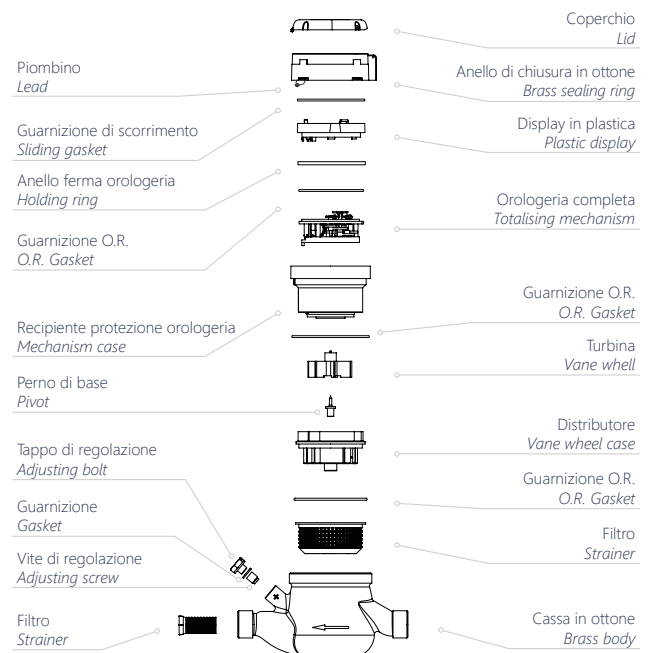 Coperchio
Lid
Piombino
Lead
Anello di chiusura in ottone
Brass sealing ring
Guarnizione di scorrimento
Sliding gasket
Display in plastica
Plastic display
Anello ferma orologeria
Holding ring
Orologeria completa
Totalising mechanism
Guarnizione O.R.
O.R. Gasket
Guarnizione O.R.
O.R. Gasket
Recipiente protezione orologeria
Mechanism case
Turbina
Vane whell
Perno di base
Pivot
Distributore
Vane wheel case
Tappo di regolazione
Adjusting bolt
Guarnizione O.R.
O.R. Gasket
Guarnizione
Gasket
Filtro
Strainer
Vite di regolazione
Adjusting screw
Filtro
Strainer
Cassa in ottone
Brass body